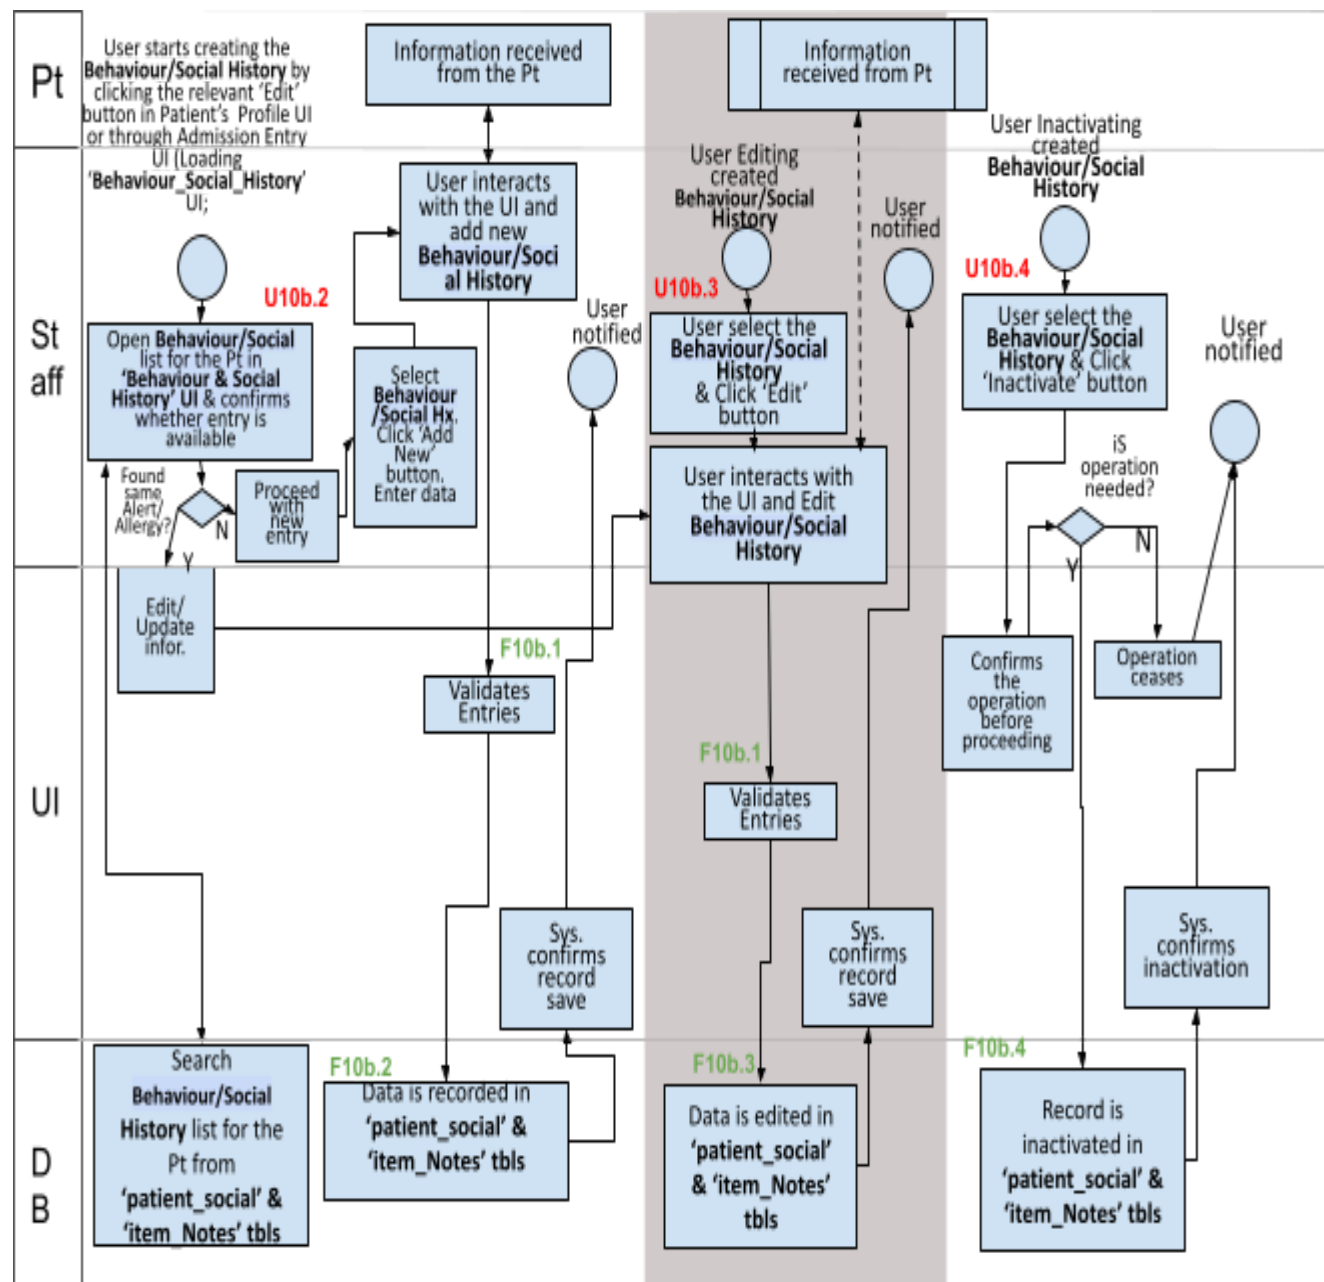 Pt
User starts creating the
Behaviour/Social History by
clicking the relevant ‘Edit’
button in Patient’s Profile UI
or through Admission Entry
UI (Loading
‘Behaviour_Social_History’
UI;
Information received
from the Pt
Information
received from Pt
St
aff
U10b.2
Open Behaviour/Social
list for the Pt in
‘Behaviour & Social
History’ UI & confirms
whether entry is
available
Found
same
Alert/
Allergy?
N
Y
Proceed
with
new
entry
Select
Behaviour
/Social Hx.
Click ‘Add
New’
button.
Enter data
User interacts
with the UI and
add new
Behaviour/Soci
al History
User
notified
User Editing
created
Behaviour/Social
History
U10b.3
User select the
Behaviour/Social
History
& Click ‘Edit’
button
User interacts with
the UI and Edit
Behaviour/Social
History
User
notified
User Inactivating
created
Behaviour/Social
History
U10b.4
User select the
Behaviour/Social
History & Click
‘Inactivate’ button
iS
operation
needed?
N
Y
User
notified
UI
Edit/
Update
infor.
F10b.1
Validates
Entries
Sys.
confirms
record
save
F10b.1
Validates
Entries
Sys.
confirms
record
save
Confirms
the
operation
before
proceeding
Operation
ceases
Sys.
confirms
inactivation
D
B
Search
Behaviour/Social
History list for the
Pt from
‘patient_social’ &
‘item_Notes’ tbls
F10b.2
Data is recorded in
‘patient_social’ &
‘item_Notes’ tbls
F10b.3
Data is edited in
‘patient_social’
& ‘item_Notes’
tbls
F10b.4
Record is
inactivated in
‘patient_social’ &
‘item_Notes’ tbls